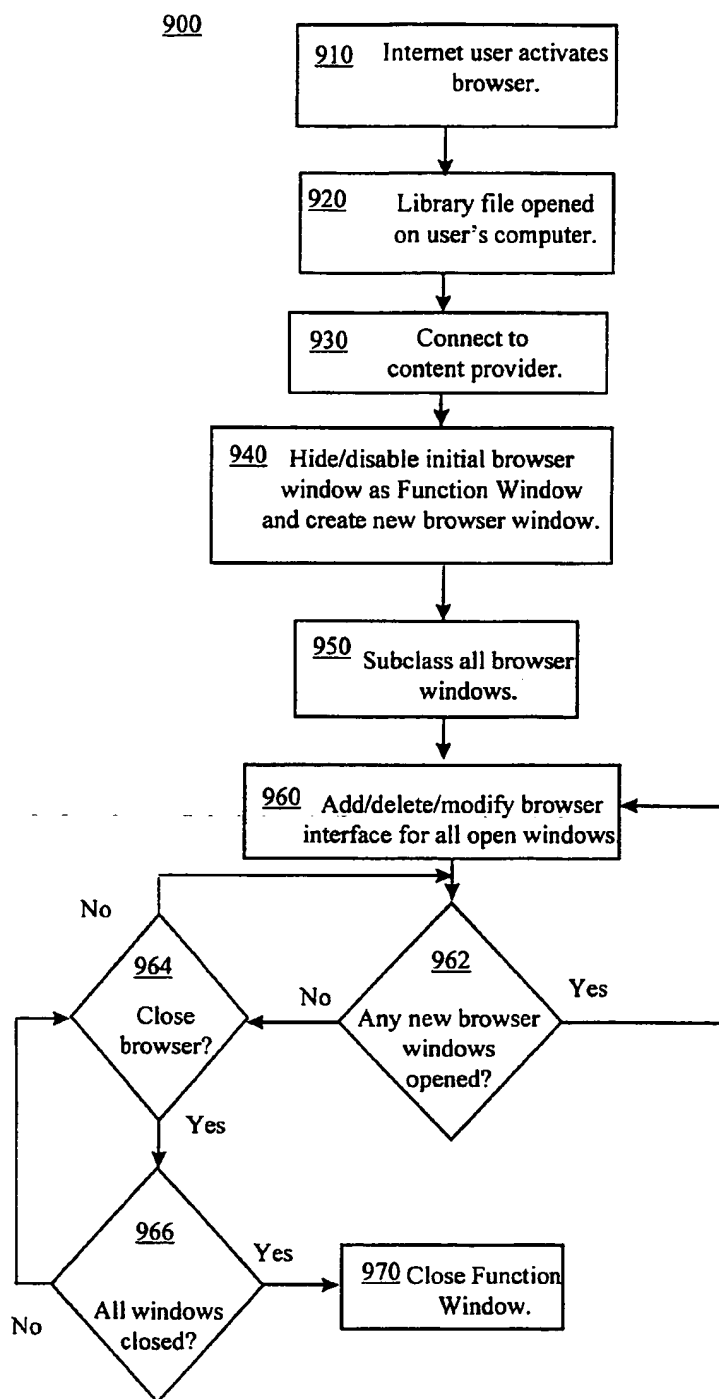 900
910 Internet user activates
browser.
920 Library file opened
on user's computer.
930 Connect to
content provider.
940 Hide/disable initial browser
window as Function Window
and create new browser window.
950 Subclass all browser
windows.
960 Add/delete/modify browser
interface for all open windows
No
964
Close
browser?
No
962
Any new browser
windows
opened?
Yes
Yes
966
All windows
closed?
No
Yes
970 Close Function
Window.